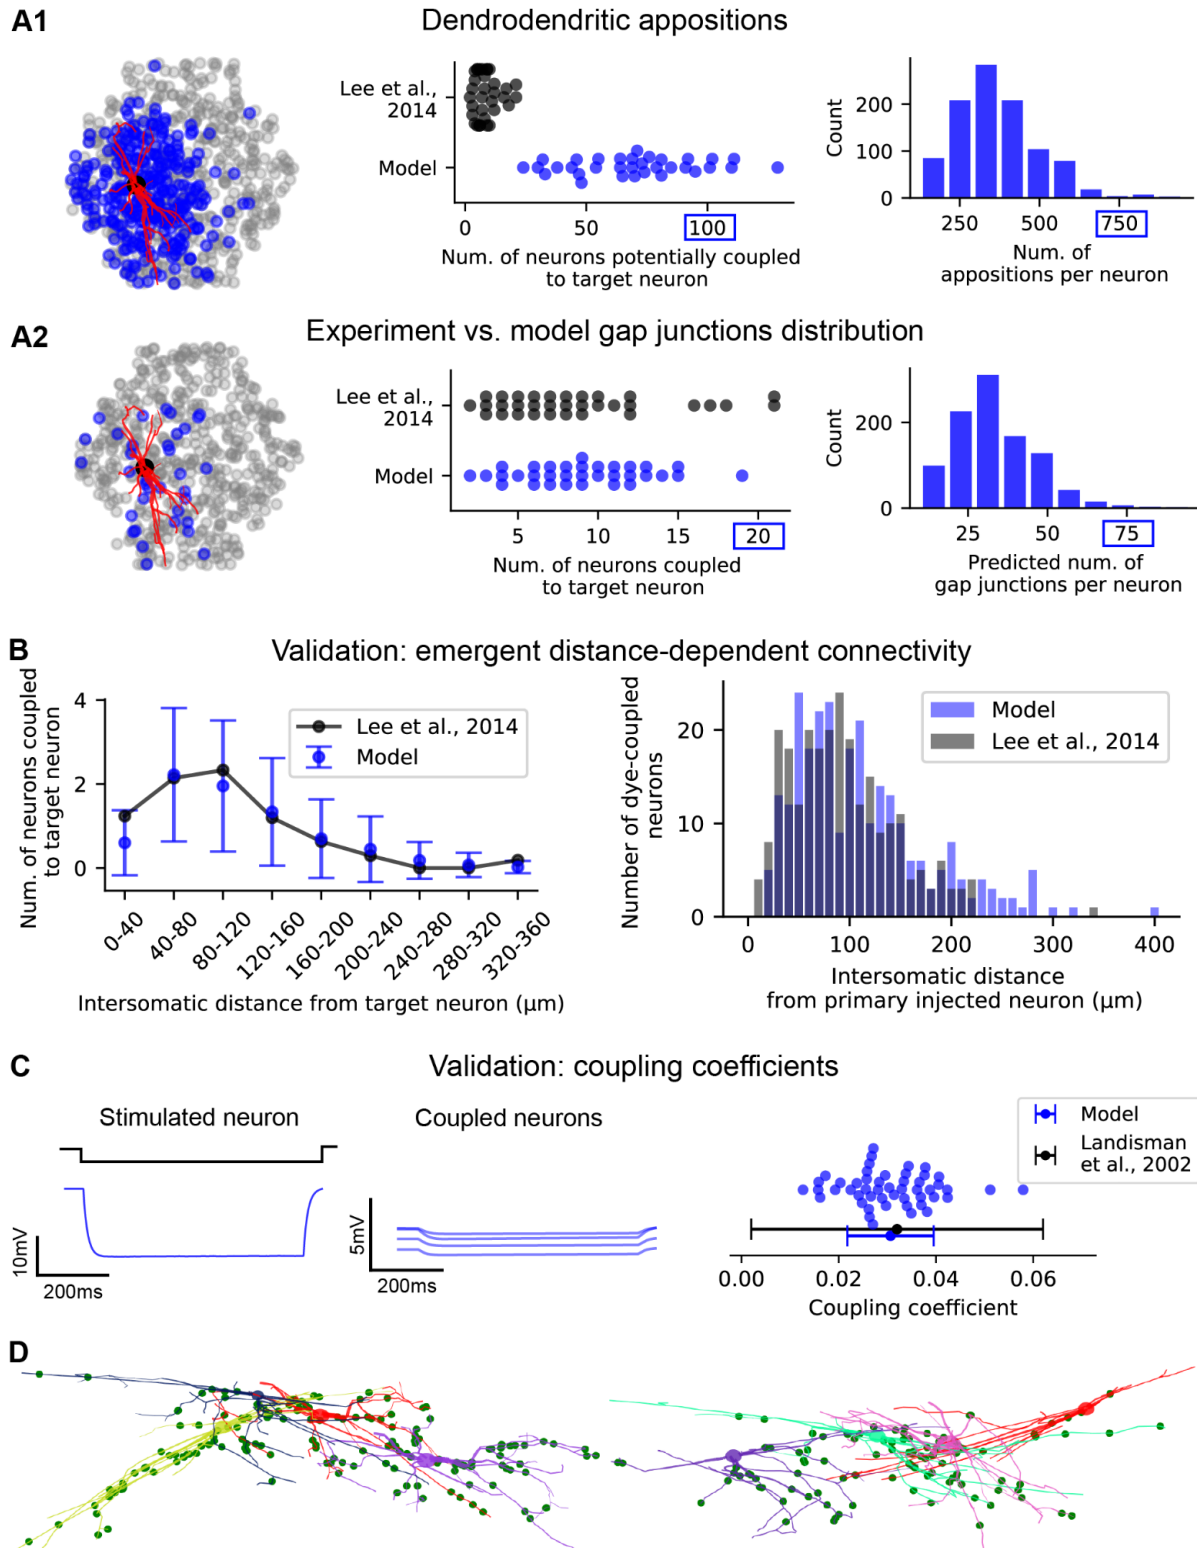 A1
Dendrodendritic appositions
Lee et al.,
2014
Model
0
50
100
Num. of neurons potentially coupled
to target neuron
Count
200
100
0
250
500
750
Num. of
appositions per neuron
A2
Experiment vs. model gap junctions distribution
Lee et al.,
2014
Model
5
10
15
20
Num. of neurons coupled
to target neuron
Count
200
0
25
50
75
Predicted num. of
gap junctions per neuron
B
Validation: emergent distance-dependent connectivity
Num. of neurons coupled
to target neuron
4
2
0
Lee et al., 2014
Model
0-40
40-80
80-120
120-160
160-200
200-240
240-280
280-320
320-360
Intersomatic distance from target neuron (μm)
Number of dye-coupled
neurons
20
10
0
Model
Lee et al., 2014
0
100
200
300
400
Intersomatic distance
from primary injected neuron (μm)
C
Validation: coupling coefficients
Stimulated neuron
10mV
200ms
Coupled neurons
5mV
200ms
Model
Landisman
et al., 2002
0.00
0.02
0.04
0.06
Coupling coefficient
D